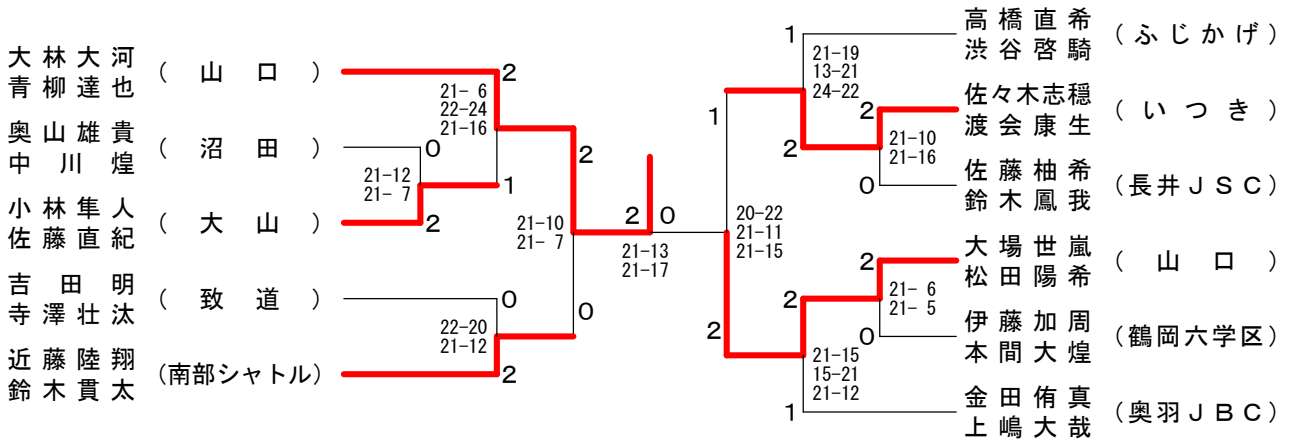 大林大河
青柳達也
（ 山 口 ）
奥山雄貴
中川煌
（ 沼 田 ）
小林隼人
佐藤直紀
（ 大 山 ）
吉田明
寺澤壮汰
（ 致 道 ）
近藤陸翔
鈴木貫太
（南部シャトル）
2
21- 6
22-24
21-16
1
0
21-12
21- 7
2
2
21-10
21- 7
0
0
22-20
21-12
2
2 0
21-13
21-17
1
20-22
21-11
21-15
2
1
21-19
13-21
24-22
2
2
21-10
21-16
0
2
21-15
15-21
21-12
1
2
21- 6
21- 5
0
高橋直希
渋谷啓騎
（ふじかげ）
佐々木志穏
渡会康生
（いつき）
佐藤柚希
鈴木鳳我
（長井ＪＳＣ）
大場世嵐
松田陽希
（ 山 口 ）
伊藤加周
本間大煌
（鶴岡六学区）
金田侑真
上嶋大哉
（奥羽ＪＢＣ）